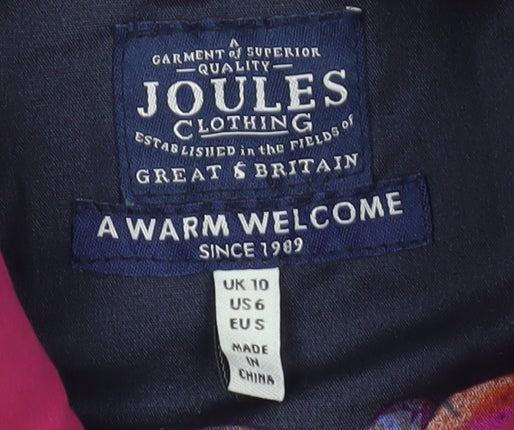 A
GARMENT of SUPERIOR
QUALITY
JOULES
CLOTHING
ESTABLISHED in the FIELDS of
GREAT & BRITAIN
A WARM WELCOME
SINCE 1989
UK 10
US 6
EU S
MADE
IN
CHINA